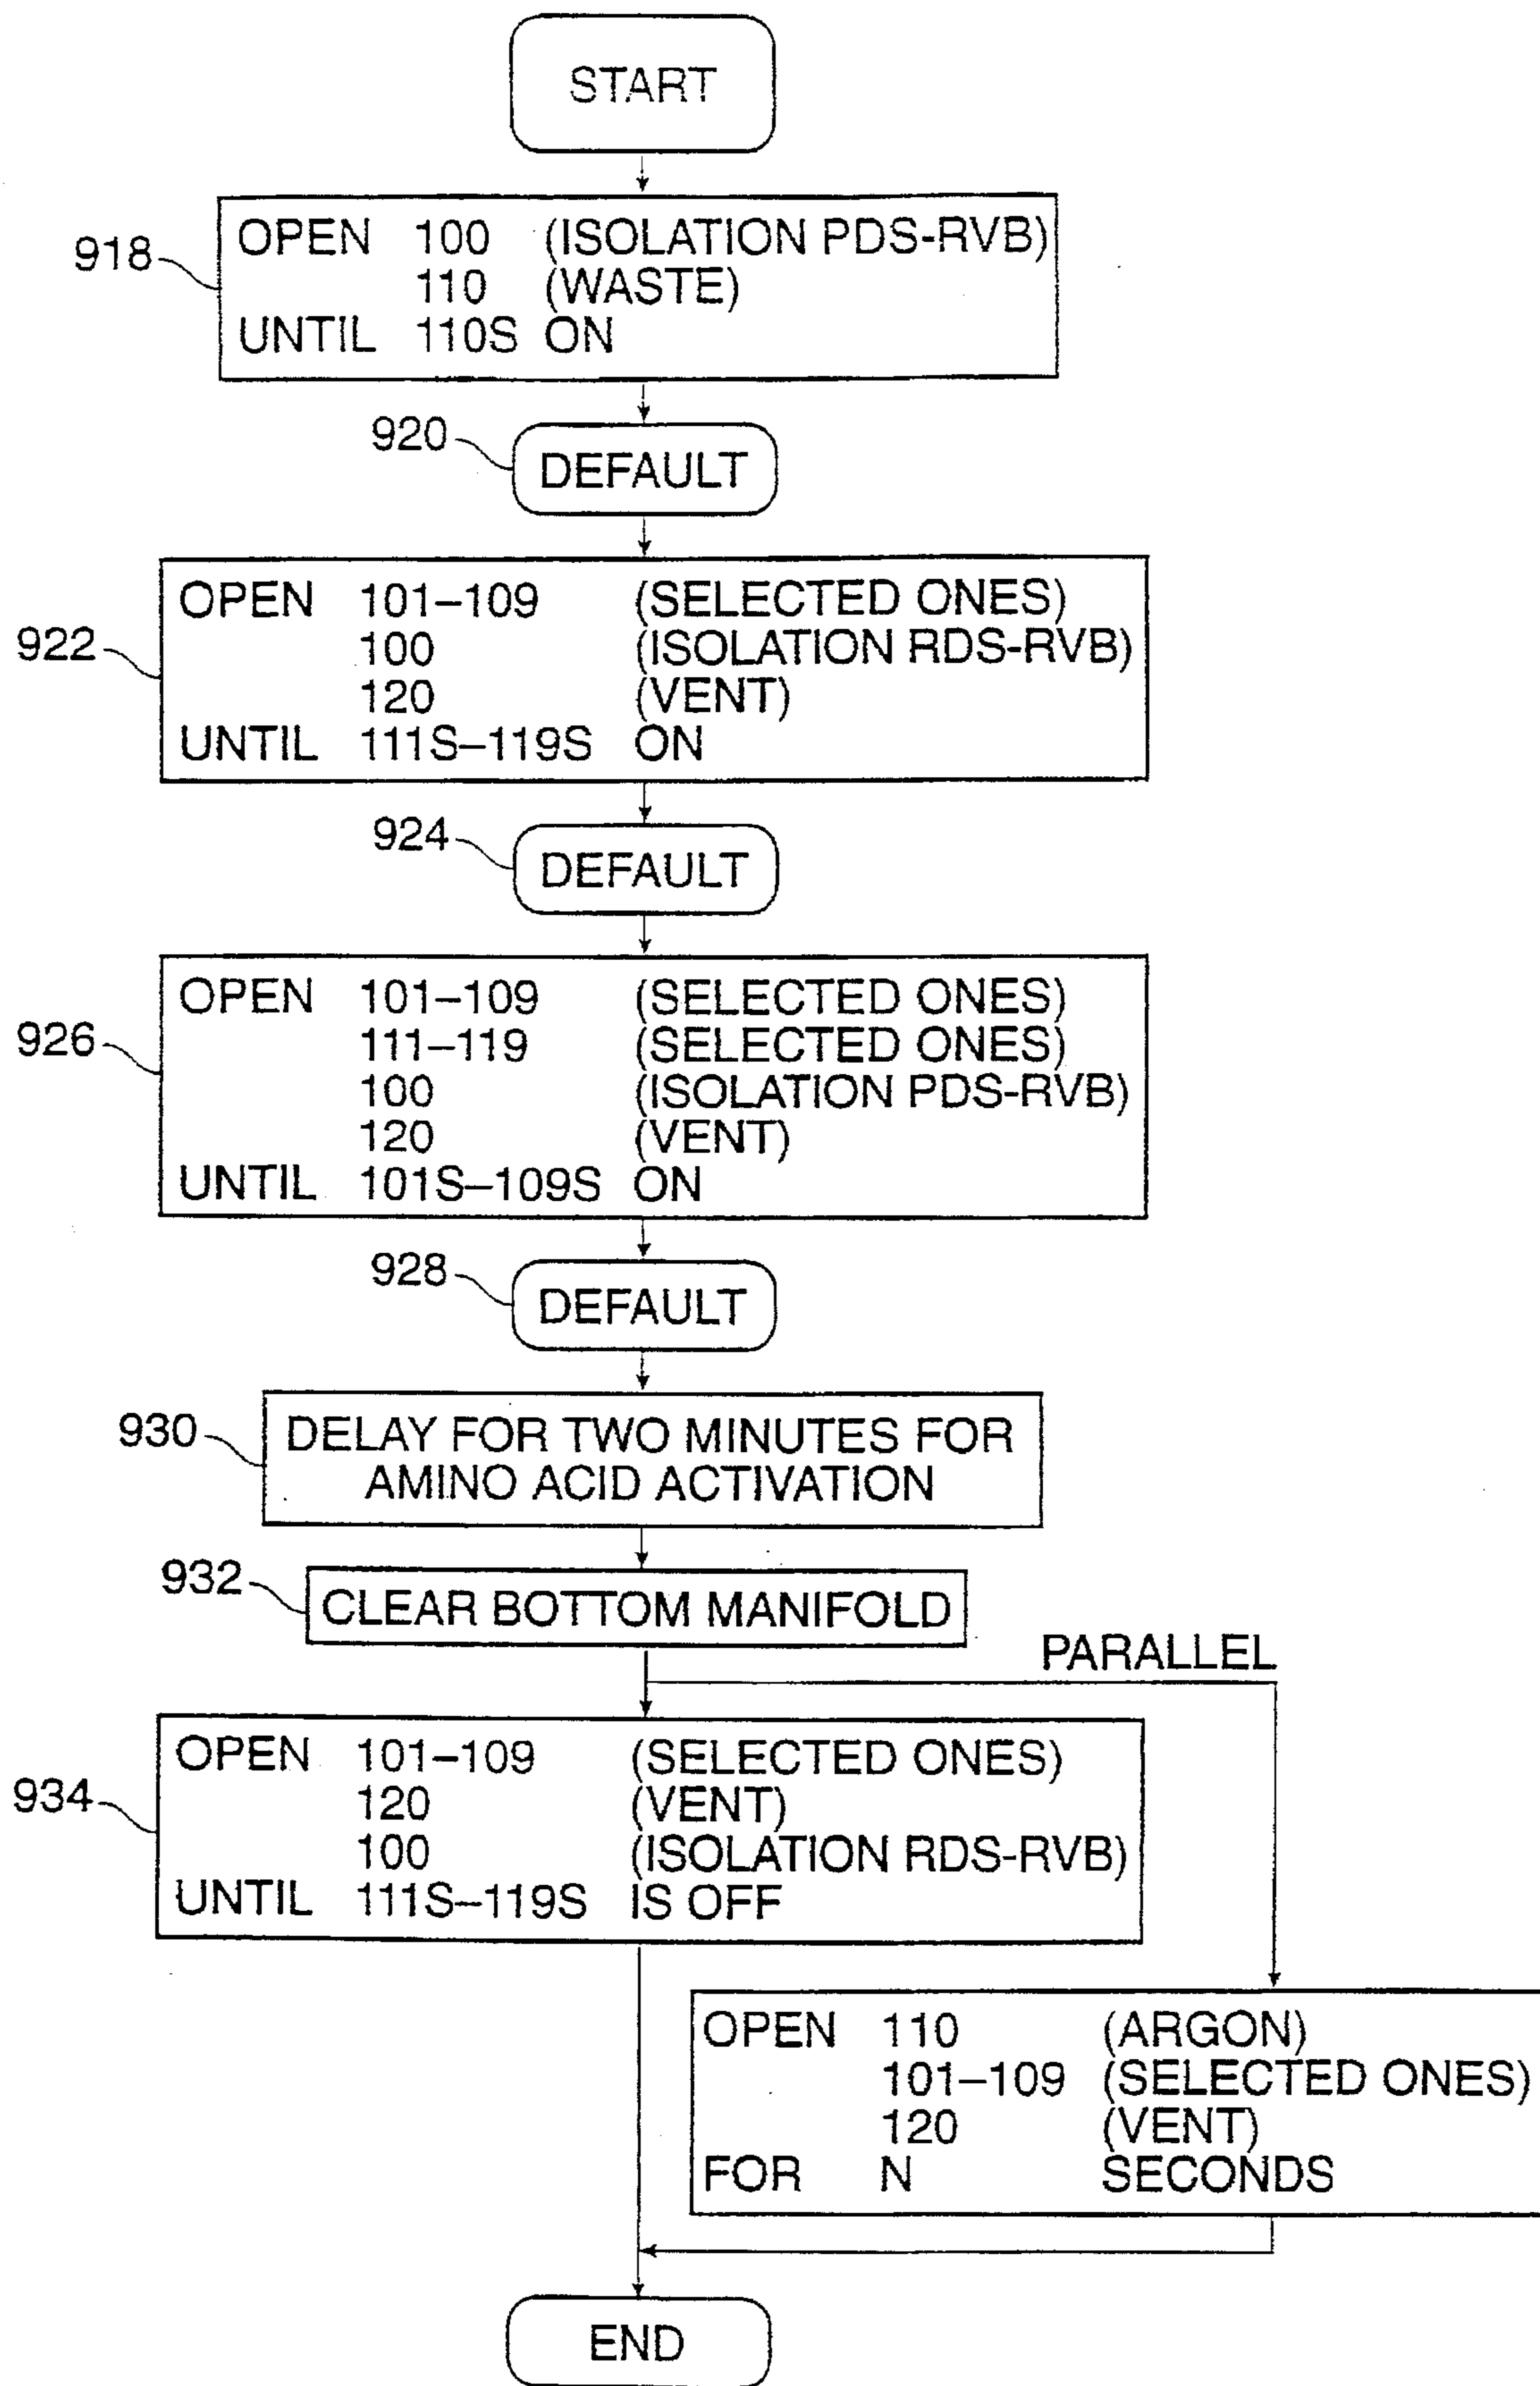 START
918
OPEN 100 (ISOLATION PDS-RVB)
110 (WASTE)
UNTIL 110S ON
920
DEFAULT
922
OPEN 101–109 (SELECTED ONES)
100 (ISOLATION RDS-RVB)
120 (VENT)
UNTIL 111S–119S ON
924
DEFAULT
926
OPEN 101–109 (SELECTED ONES)
111–119 (SELECTED ONES)
100 (ISOLATION PDS-RVB)
120 (VENT)
UNTIL 101S–109S ON
928
DEFAULT
930
DELAY FOR TWO MINUTES FOR
AMINO ACID ACTIVATION
932
CLEAR BOTTOM MANIFOLD
PARALLEL
934
OPEN 101–109 (SELECTED ONES)
120 (VENT)
100 (ISOLATION RDS-RVB)
UNTIL 111S–119S IS OFF
OPEN 110 (ARGON)
101–109 (SELECTED ONES)
120 (VENT)
FOR N SECONDS
END